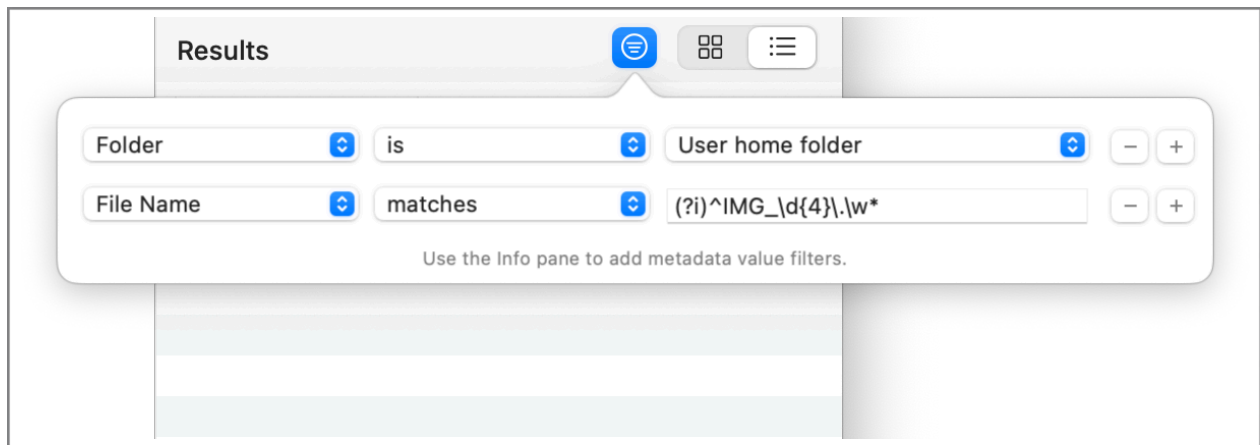 Results
Folder is User home folder − +
File Name matches (?i)^IMG_\d{4}\.\w* − +
Use the Info pane to add metadata value filters.